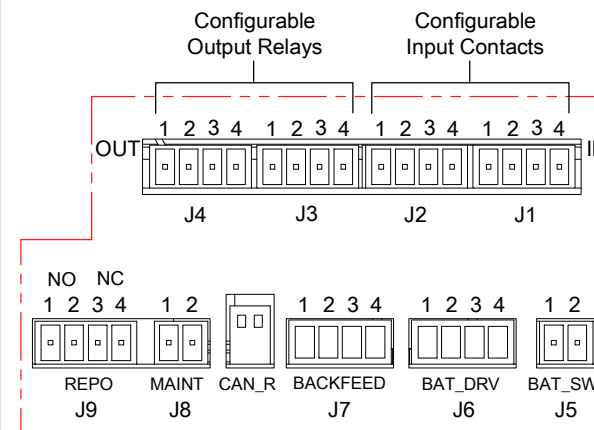 Configurable Configurable
Output Relays Input Contacts
1 2 3 4 1 2 3 4 1 2 3 4 1 2 3 4
OUT
J4 J3 J2 J1
NO NC
1 2 3 4 1 2 1 2 3 4 1 2 3 4 1 2
REPO MAINT CAN_R BACKFEED BAT_DRV BAT_SW
J9 J8 J7 J6 J5